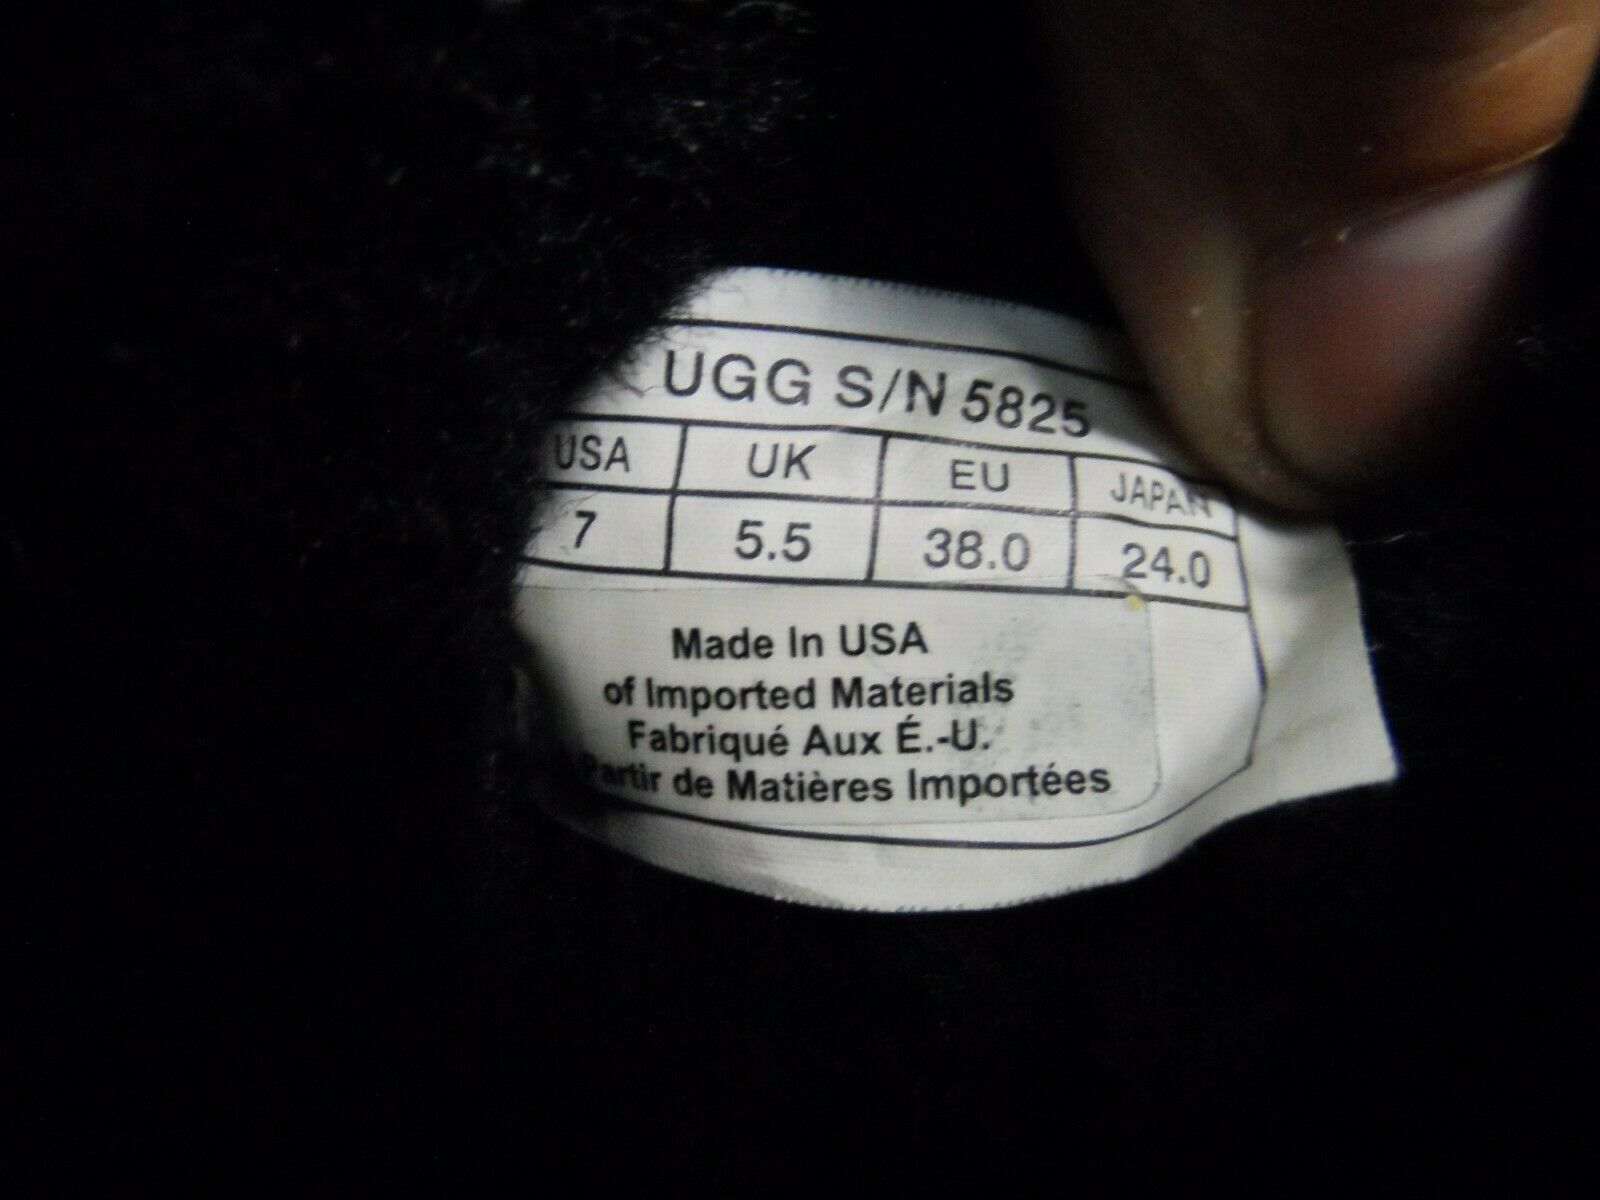 UGG S/N 5825
USA UK EU JAPAN
7 5.5 38.0 24.0
Made In USA
of Imported Materials
Fabriqué Aux É.-U.
Partir de Matières Importées